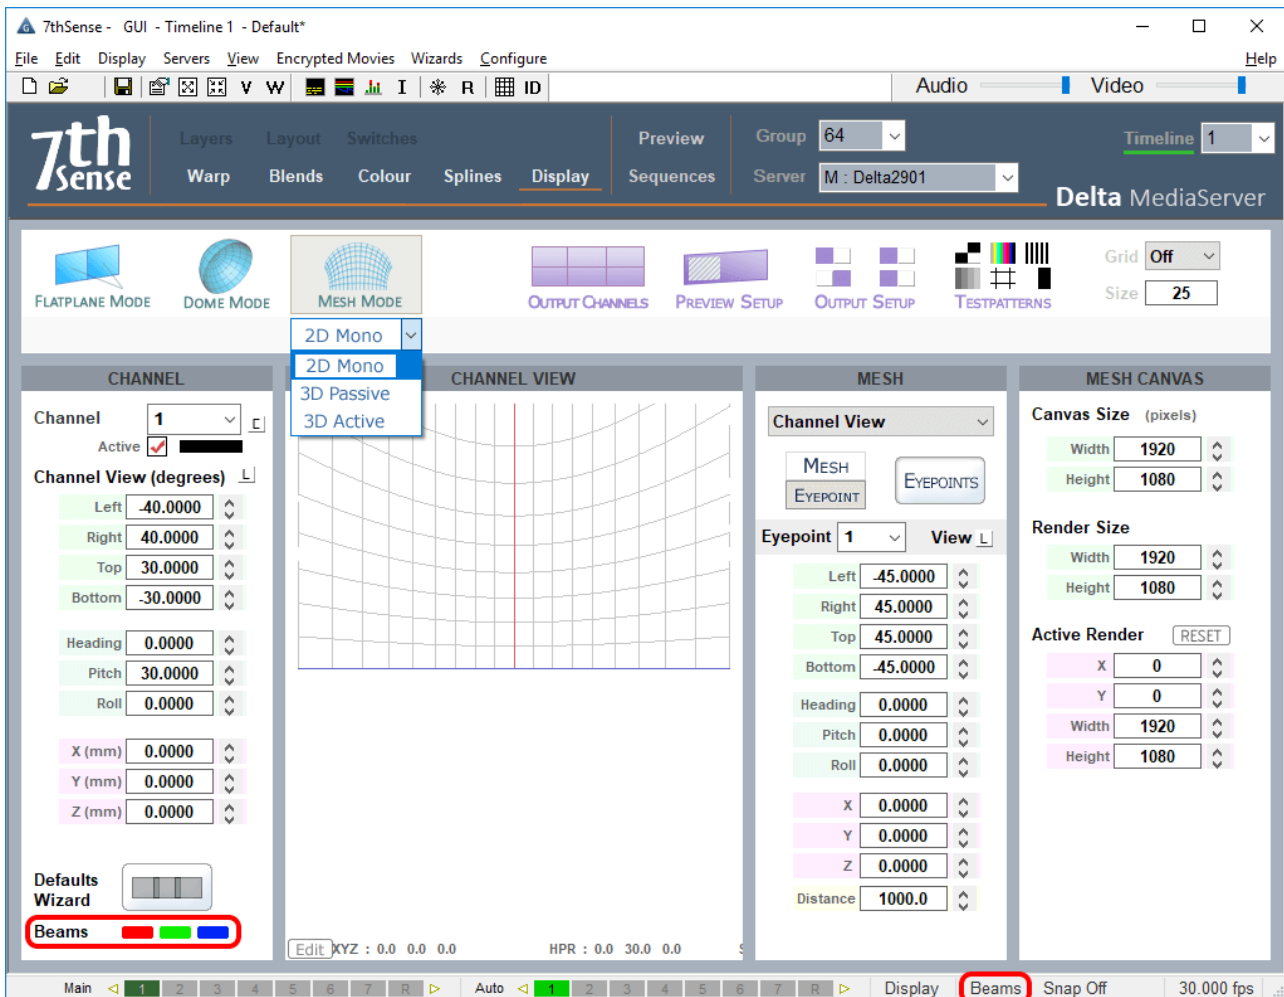 7thSense - GUI - Timeline 1 - Default*
File Edit Display Servers View Encrypted Movies Wizards Configure Help
V W I R ID Audio Video
7th Sense
Layers Layout Switches Preview Group 64 Timeline 1
Warp Blends Colour Splines Display Sequences Server M : Delta2901
Delta MediaServer
FLATPLANE MODE DOME MODE MESH MODE OUTPUT CHANNELS PREVIEW SETUP OUTPUT SETUP TESTPATTERNS
Grid Off
Size 25
2D Mono
2D Mono
3D Passive
3D Active
CHANNEL
Channel 1
Active
Channel View (degrees) L
Left -40.0000
Right 40.0000
Top 30.0000
Bottom -30.0000
Heading 0.0000
Pitch 30.0000
Roll 0.0000
X (mm) 0.0000
Y (mm) 0.0000
Z (mm) 0.0000
Defaults
Wizard
Beams
CHANNEL VIEW
Edit XYZ : 0.0 0.0 0.0 HPR : 0.0 30.0 0.0
MESH
Channel View
MESH
EYEPOINT
EYEPOINTS
Eyepoint 1 View L
Left -45.0000
Right 45.0000
Top 45.0000
Bottom -45.0000
Heading 0.0000
Pitch 0.0000
Roll 0.0000
X 0.0000
Y 0.0000
Z 0.0000
Distance 1000.0
MESH CANVAS
Canvas Size (pixels)
Width 1920
Height 1080
Render Size
Width 1920
Height 1080
Active Render RESET
X 0
Y 0
Width 1920
Height 1080
Main 1 2 3 4 5 6 7 R Auto 1 2 3 4 5 6 7 R Display Beams Snap Off 30.000 fps